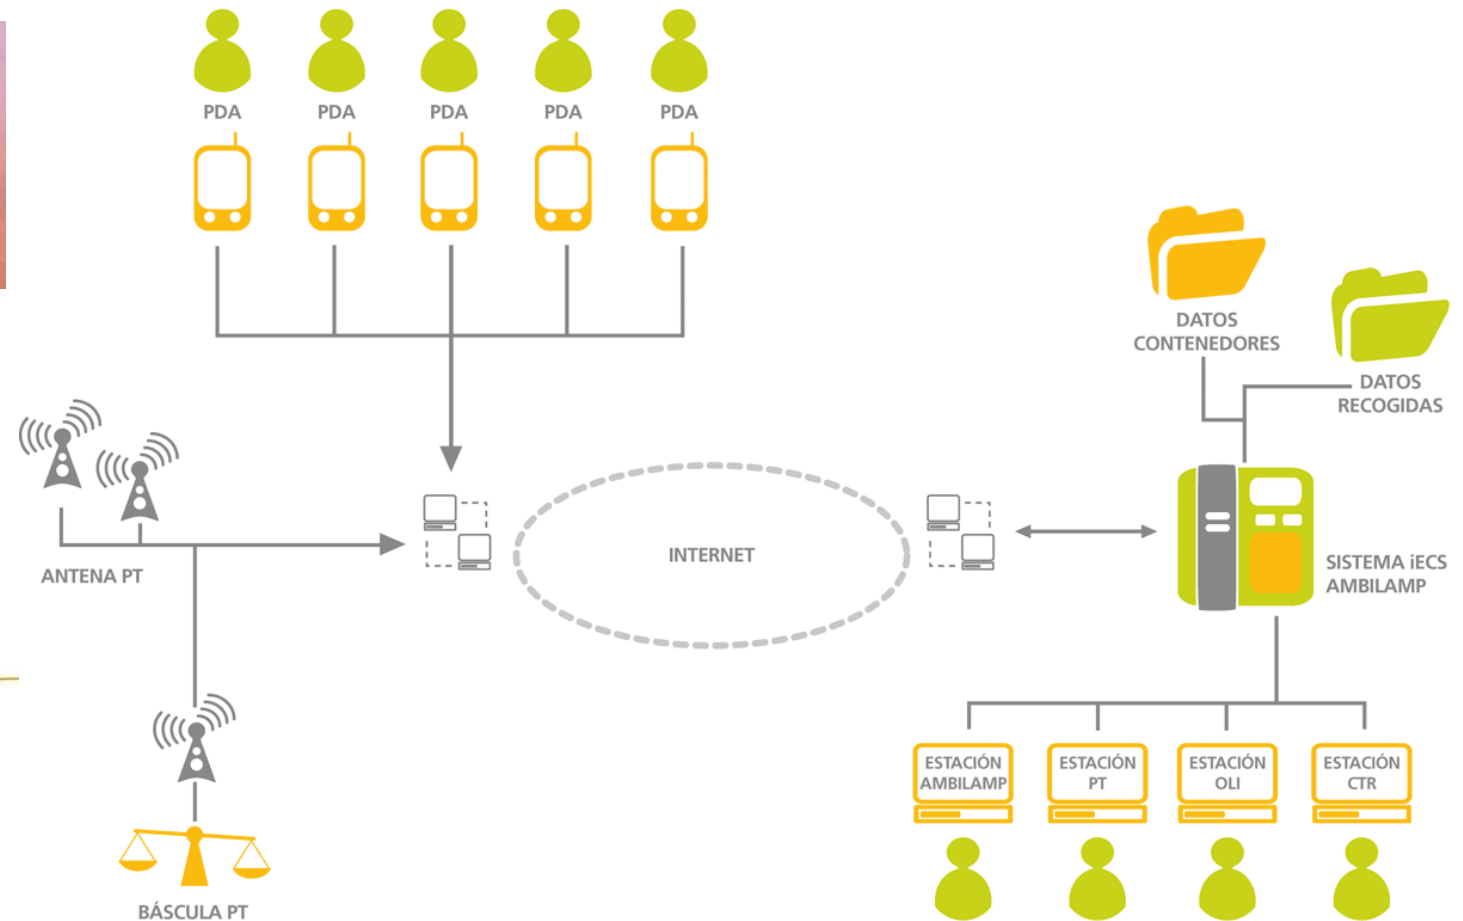 PDA
PDA
PDA
PDA
PDA
DATOS
CONTENEDORES
DATOS
RECOGIDAS
ANTENA PT
INTERNET
SISTEMA iECS
AMBILAMP
ESTACIÓN
AMBILAMP
ESTACIÓN
PT
ESTACIÓN
OLI
ESTACIÓN
CTR
BÁSCULA PT